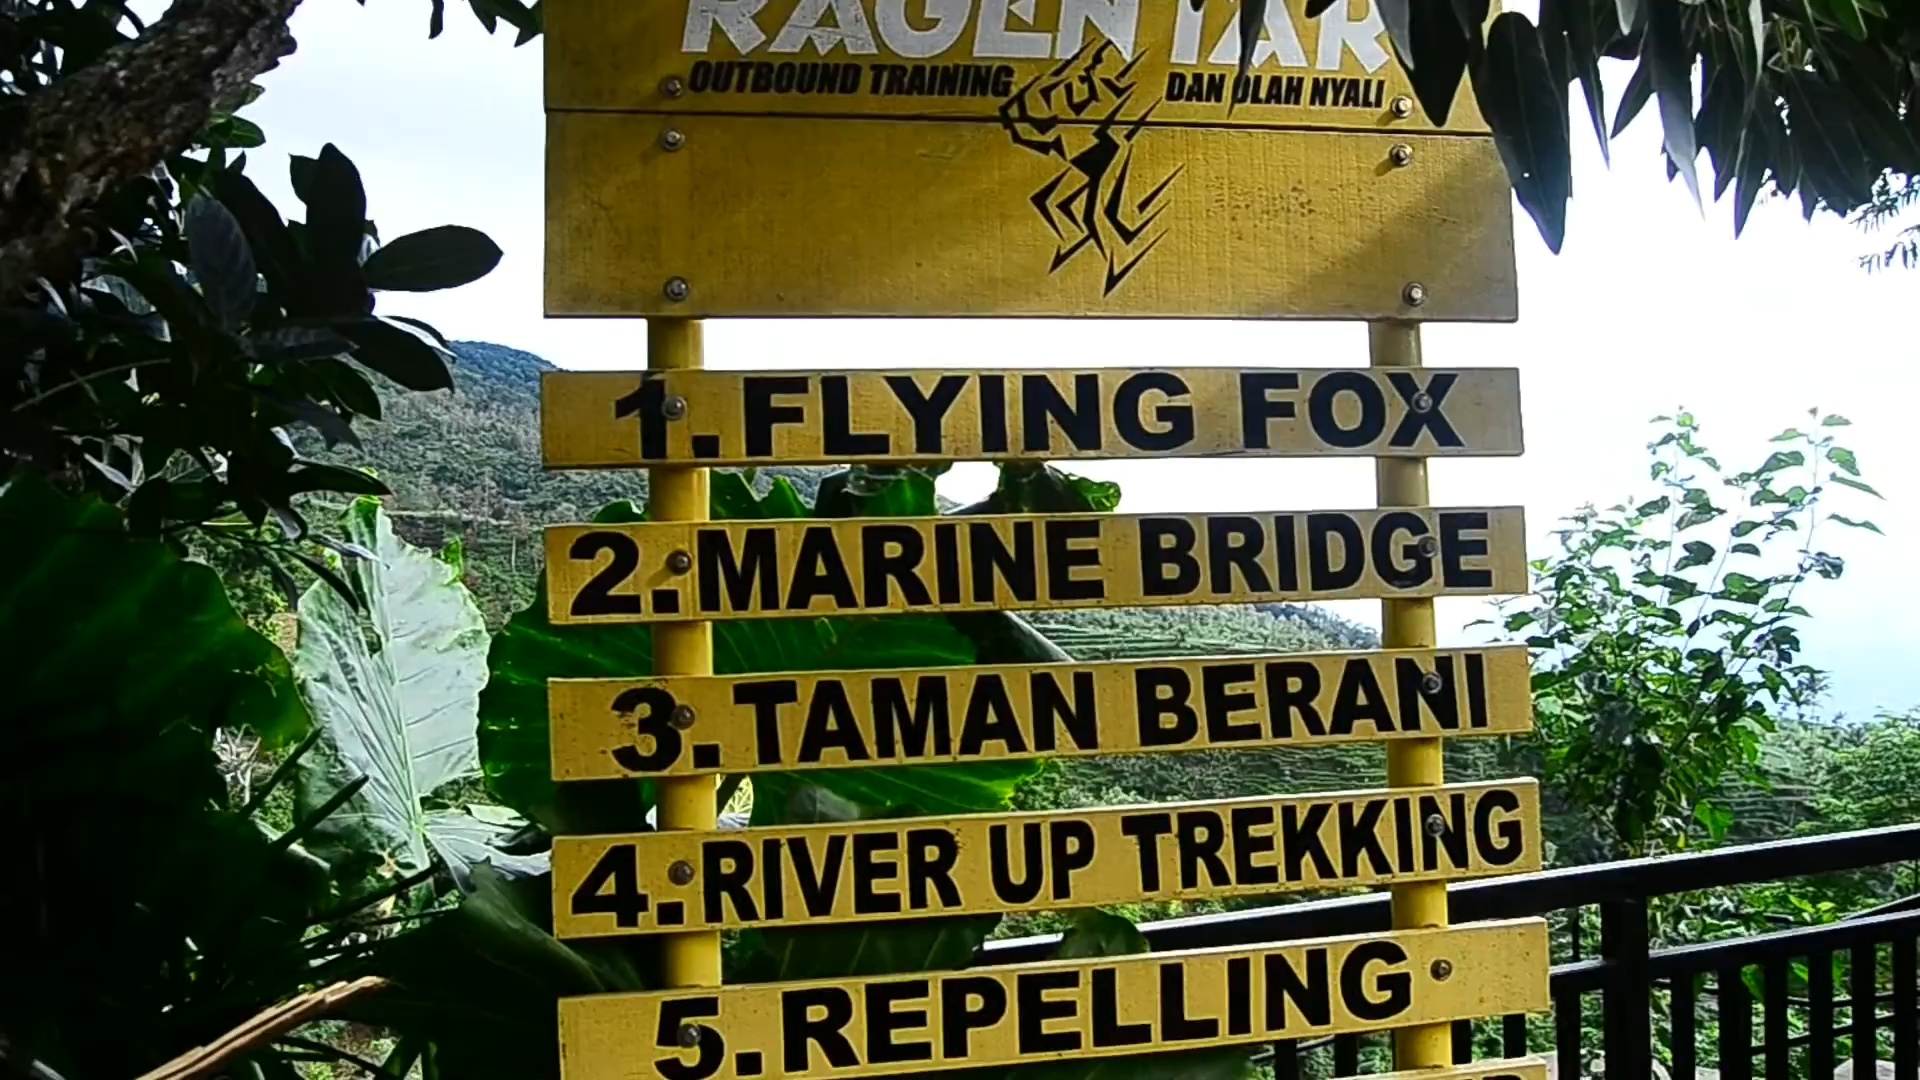 RAGENTAR
OUTBOUND TRAINING DAN OLAH NYALI
1. FLYING FOX
2. MARINE BRIDGE
3. TAMAN BERANI
4. RIVER UP TREKKING
5. REPELLING